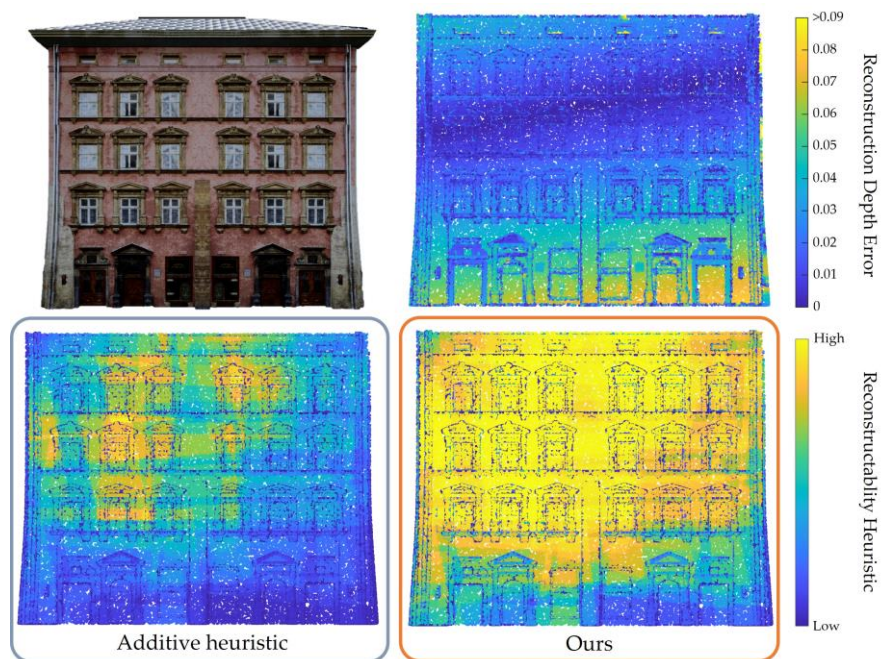 >0.09
0.08
0.07
0.06
0.05
0.04
0.03
0.02
0.01
0
Reconstruction Depth Error
High
Low
Reconstructablity Heuristic
Additive heuristic
Ours